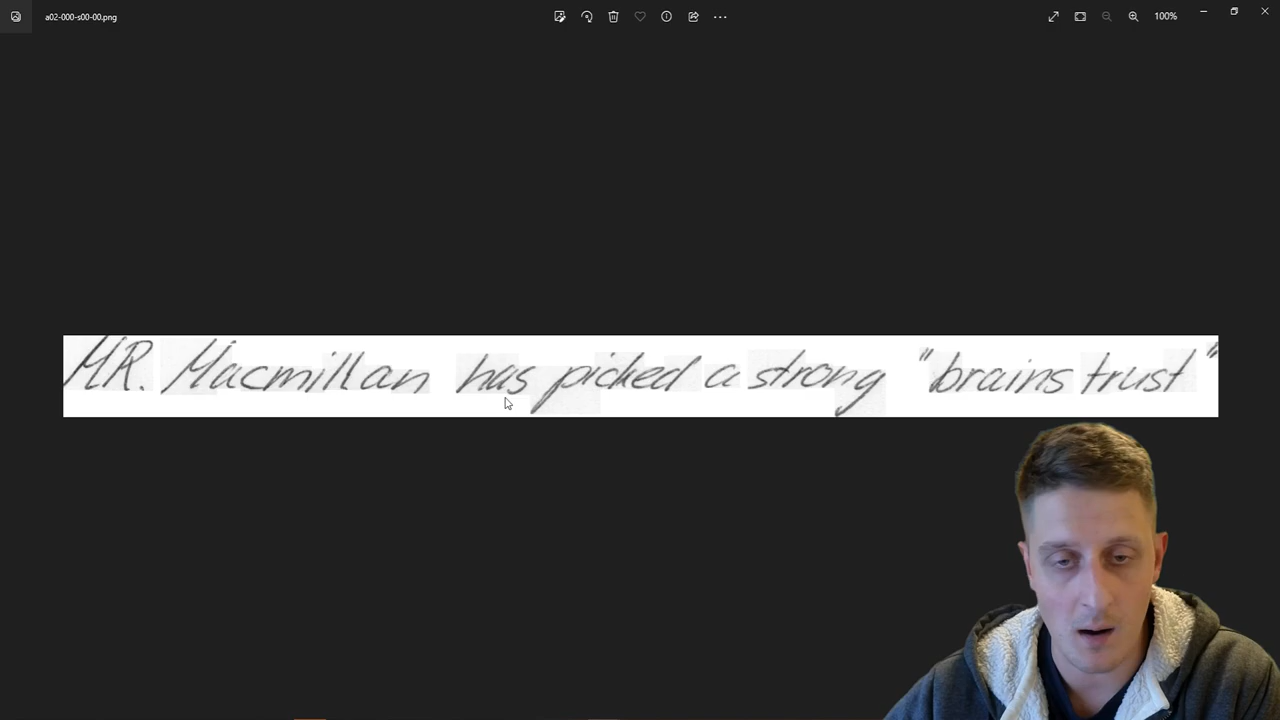 a02-000-s00-00.png
100%
MR. Macmillan has picked a strong "brains trust"